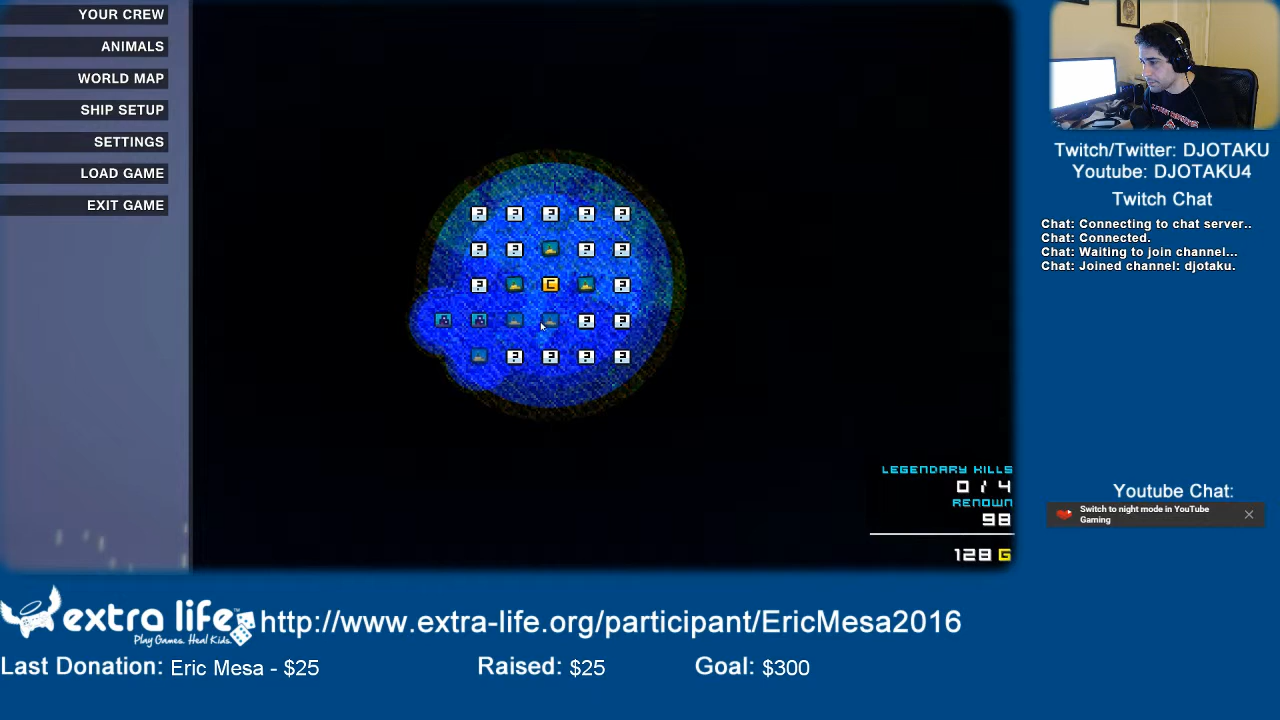 YOUR CREW
ANIMALS
WORLD MAP
SHIP SETUP
SETTINGS
LOAD GAME
EXIT GAME
? ? ? ? ?
? ? ? ?
? C ?
? ?
? ? ? ?
LEGENDARY KILLS
0 / 4
RENOWN
98
128 G
Twitch/Twitter: DJOTAKU
Youtube: DJOTAKU4
Twitch Chat
Chat: Connecting to chat server..
Chat: Connected.
Chat: Waiting to join channel...
Chat: Joined channel: djotaku.
Youtube Chat:
Switch to night mode in YouTube
Gaming
extra life
Play Games. Heal Kids.
http://www.extra-life.org/participant/EricMesa2016
Last Donation: Eric Mesa - $25
Raised: $25
Goal: $300